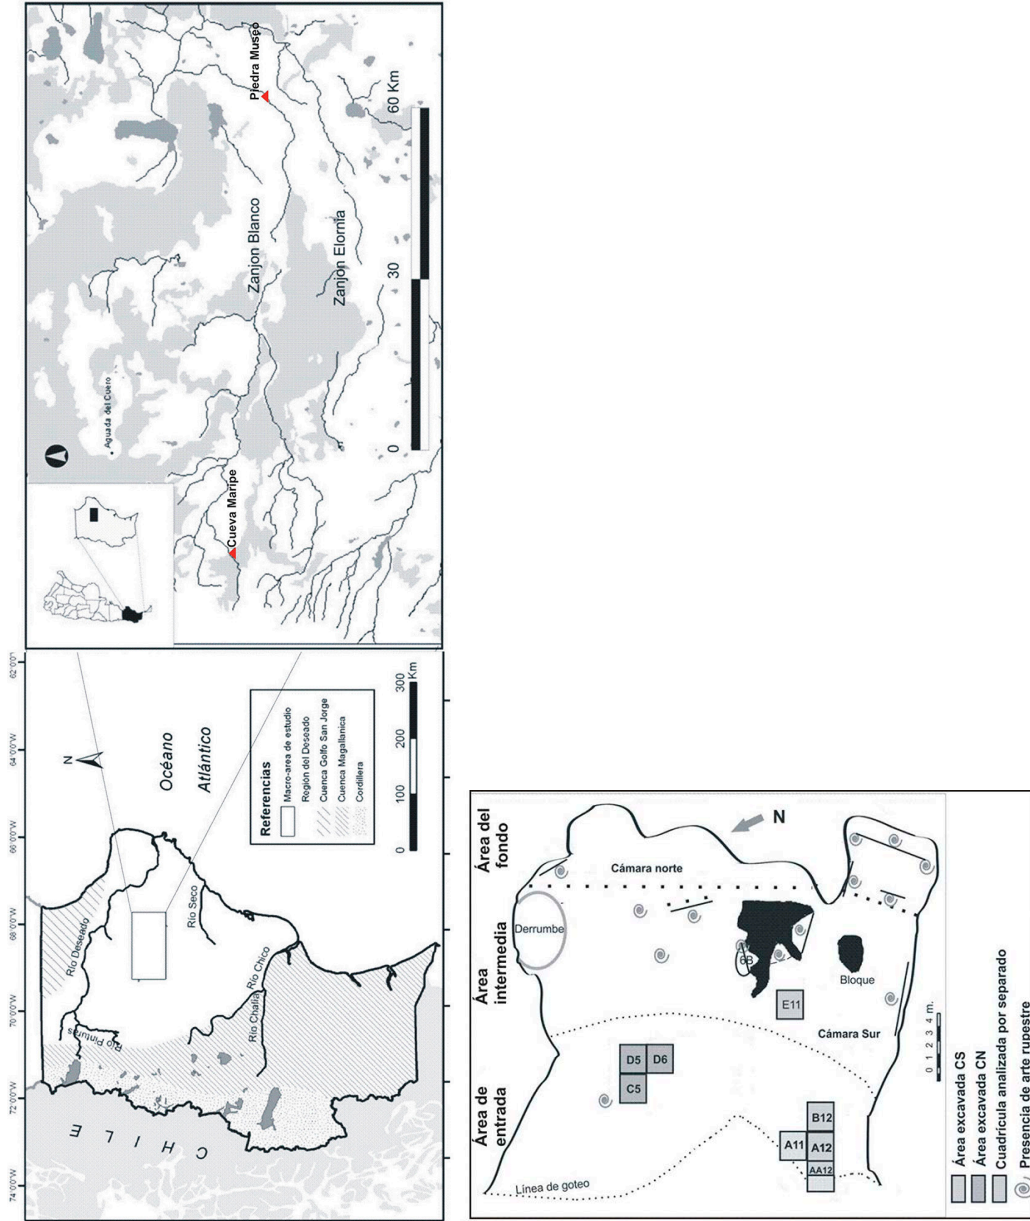 Piedra Museo
Zanjon Blanco
Zanjon Elornia
Aguada del Cuero
Cueva Maripe
0
30
60 Km
74°0'0"W
72°0'0"W
70°0'0"W
68°0'0"W
66°0'0"W
64°0'0"W
62°0'0"W
N
Océano
Atlántico
CHILE
Río Deseado
Río Pinturas
Río Seco
Río Chico
Río Chalía
Referencias
Macro-area de estudio
Región del Deseado
Cuenca Golfo San Jorge
Cuenca Magallanica
Cordillera
0
100
200
300
Km
Área del
fondo
Área
intermedia
Área de
entrada
N
Cámara norte
Derrumbe
6B
Bloque
E11
Cámara Sur
D5
D6
C5
B12
A11
A12
AA12
Línea de goteo
0 1 2 3 4 m.
Área excavada CS
Área excavada CN
Cuadrícula analizada por separado
Presencia de arte rupestre